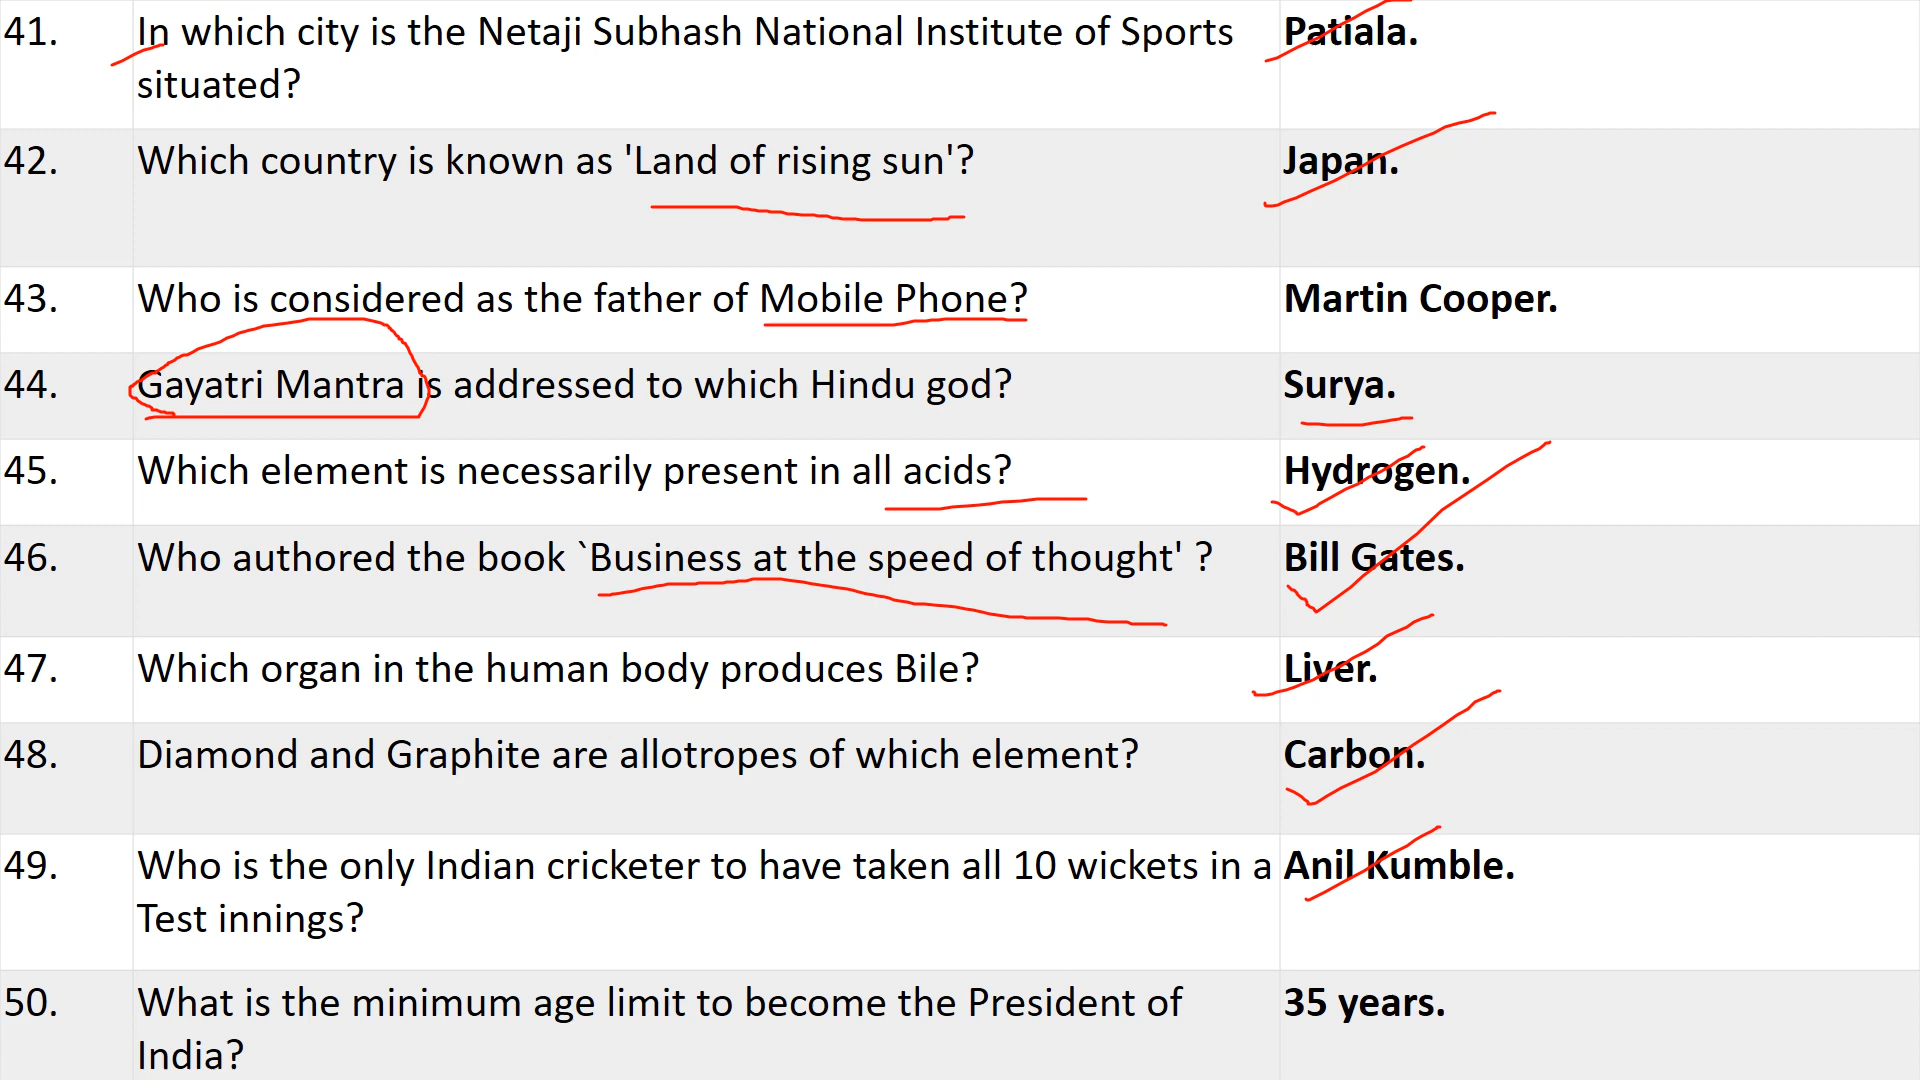 41. In which city is the Netaji Subhash National Institute of Sports Patiala.
situated?
42. Which country is known as 'Land of rising sun'? Japan.
43. Who is considered as the father of Mobile Phone? Martin Cooper.
44. Gayatri Mantra is addressed to which Hindu god? Surya.
45. Which element is necessarily present in all acids? Hydrogen.
46. Who authored the book `Business at the speed of thought' ? Bill Gates.
47. Which organ in the human body produces Bile? Liver.
48. Diamond and Graphite are allotropes of which element? Carbon.
49. Who is the only Indian cricketer to have taken all 10 wickets in a Anil Kumble.
Test innings?
50. What is the minimum age limit to become the President of 35 years.
India?